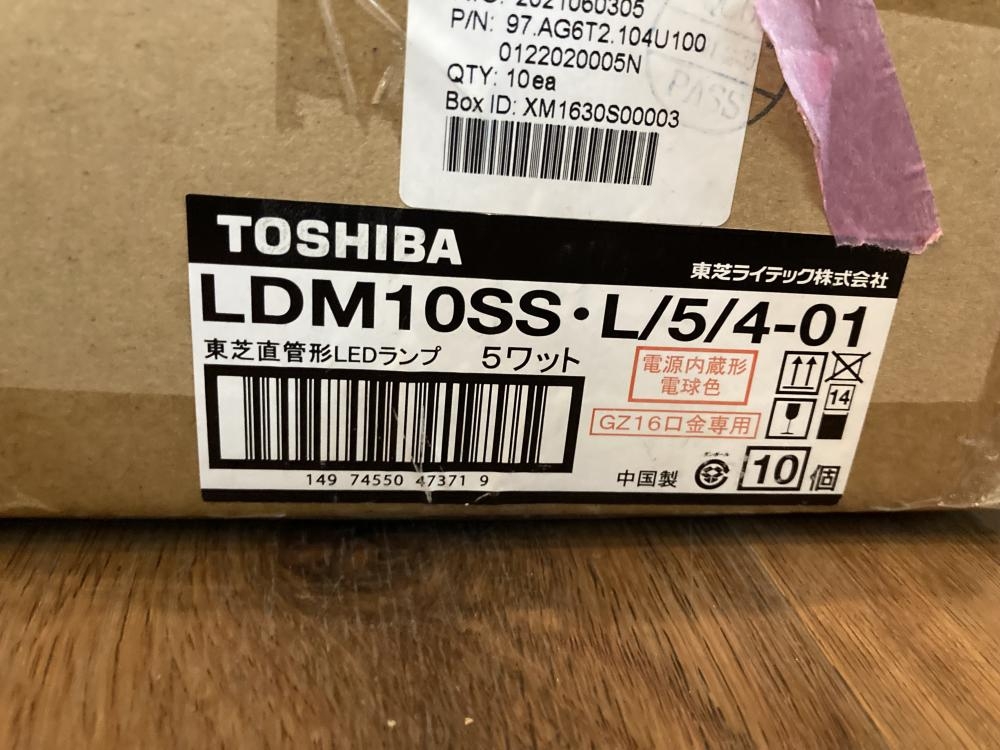 2021060305
P/N: 97.AG6T2.104U100
0122020005N
QTY: 10ea
Box ID: XM1630S00003
PASS
TOSHIBA
東芝ライテック株式会社
LDM10SS・L/5/4-01
東芝直管形LEDランプ 5ワット
電源内蔵形
電球色
GZ16口金専用
14
149 74550 47371 9
中国製
10個